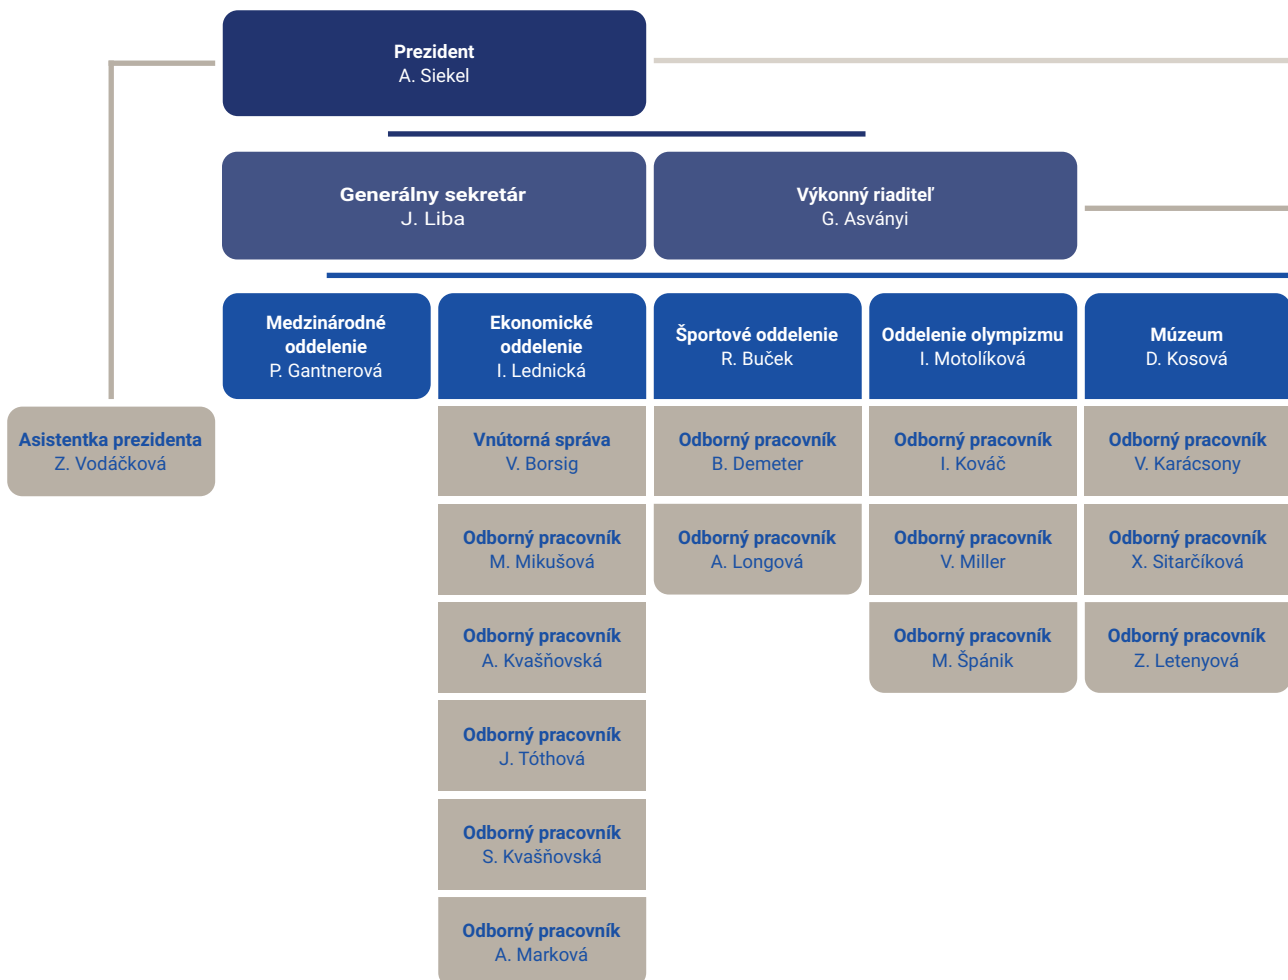 Prezident
A. Siekel
Generálny sekretár
J. Liba
Výkonný riaditeľ
G. Asványi
Medzinárodné
oddelenie
P. Gantnerová
Ekonomické
oddelenie
I. Lednická
Športové oddelenie
R. Buček
Oddelenie olympizmu
I. Motolíková
Múzeum
D. Kosová
Asistentka prezidenta
Z. Vodáčková
Vnútorná správa
V. Borsig
Odborný pracovník
B. Demeter
Odborný pracovník
I. Kováč
Odborný pracovník
V. Karácsony
Odborný pracovník
M. Mikušová
Odborný pracovník
A. Longová
Odborný pracovník
V. Miller
Odborný pracovník
X. Sitarčíková
Odborný pracovník
A. Kvašňovská
Odborný pracovník
M. Špánik
Odborný pracovník
Z. Letenyová
Odborný pracovník
J. Tóthová
Odborný pracovník
S. Kvašňovská
Odborný pracovník
A. Marková